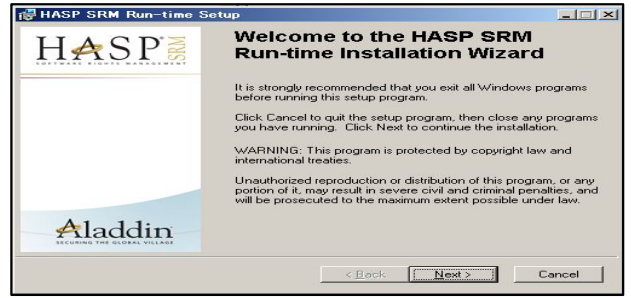 HASP SRM Run-time Setup
HASP SRM
SOFTWARE RIGHTS MANAGEMENT
Welcome to the HASP SRM
Run-time Installation Wizard
It is strongly recommended that you exit all Windows programs
before running this setup program.
Click Cancel to quit the setup program, then close any programs
you have running. Click Next to continue the installation.
WARNING: This program is protected by copyright law and
international treaties.
Unauthorized reproduction or distribution of this program, or any
portion of it, may result in severe civil and criminal penalties, and
will be prosecuted to the maximum extent possible under law.
Aladdin
SECURING THE GLOBAL VILLAGE
< Back
Next >
Cancel